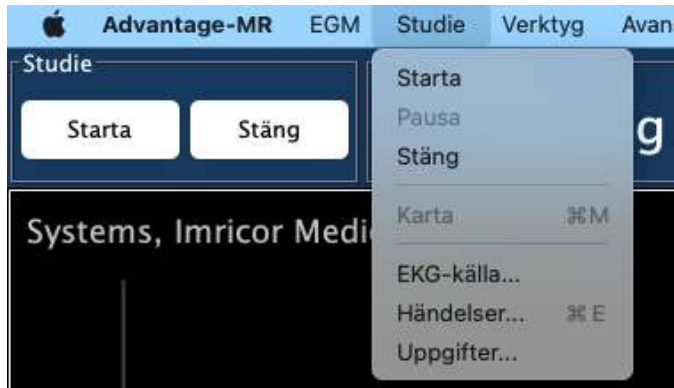 Advantage-MR EGM Studie Verktyg Avan
Studie
Starta Stäng
g
Systems, Imricor Medi
Starta
Pausa
Stäng
Karta ⌘M
EKG-källa...
Händelser... ⌘E
Uppgifter...